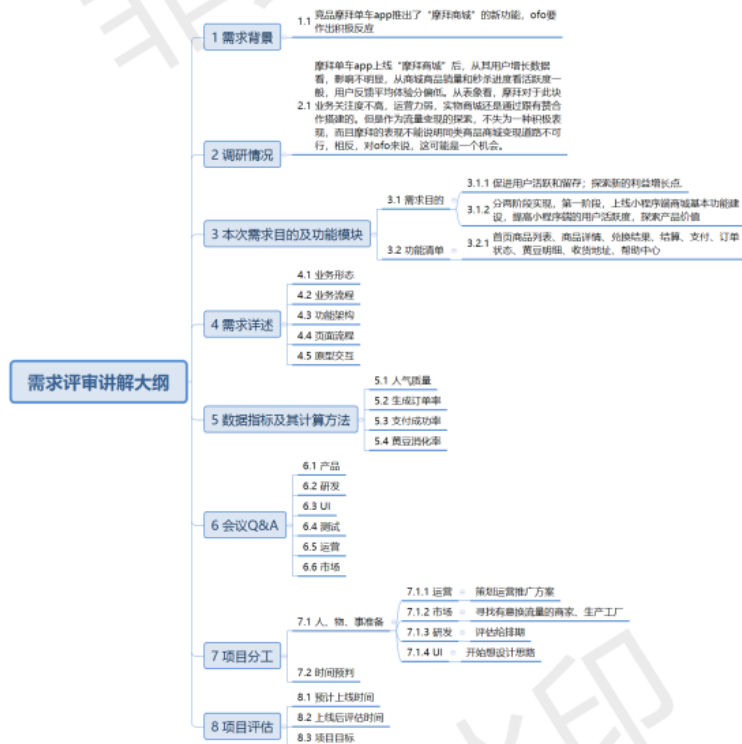 需求评审讲解大纲
1 需求背景
1.1 竞品摩拜单车app推出了“摩拜商城”的新功能，ofo要
作出积极反应
2 调研情况
2.1
摩拜单车app上线“摩拜商城”后，从其用户增长数据
看，影响不明显，从商城商品销量和秒杀进度看活跃度一
般，用户反馈平均体验分偏低。从表象看，摩拜对于此块
业务关注度不高，运营力弱，实物商城还是通过跟有赞合
作搭建的。但是作为流量变现的探索，不失为一种积极表
现，而且摩拜的表现不能说明同类商品商城变现道路不可
行，相反，对ofo来说，这可能是一个机会。
3 本次需求目的及功能模块
3.1 需求目的
3.1.1 促进用户活跃和留存；探索新的利益增长点.
3.1.2 分两阶段实现，第一阶段，上线小程序端商城基本功能建
设，提高小程序端的用户活跃度，探索产品价值
3.2 功能清单
3.2.1 首页商品列表、商品详情、兑换结果、结算、支付、订单
状态、黄豆明细、收货地址、帮助中心
4 需求详述
4.1 业务形态
4.2 业务流程
4.3 功能架构
4.4 页面流程
4.5 原型交互
5 数据指标及其计算方法
5.1 人气质量
5.2 生成订单率
5.3 支付成功率
5.4 黄豆消化率
6 会议Q&A
6.1 产品
6.2 研发
6.3 UI
6.4 测试
6.5 运营
6.6 市场
7 项目分工
7.1 人、物、事准备
7.1.1 运营 策划运营推广方案
7.1.2 市场 寻找有意换流量的商家、生产工厂
7.1.3 研发 评估给排期
7.1.4 UI 开始想设计思路
7.2 时间预判
8 项目评估
8.1 预计上线时间
8.2 上线后评估时间
8.3 项目目标